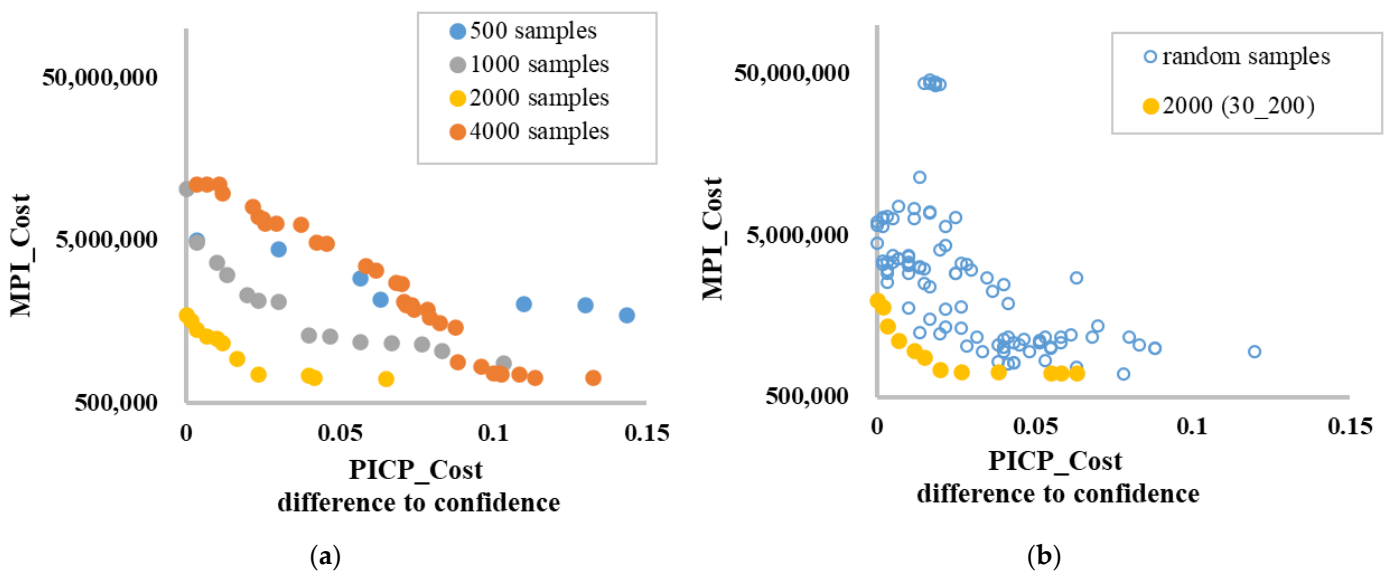 500 samples
1000 samples
2000 samples
4000 samples
50,000,000
5,000,000
500,000
MPI_Cost
0
0.05
0.1
0.15
PICP_Cost
difference to confidence
(a)
random samples
2000 (30_200)
50,000,000
5,000,000
500,000
MPI_Cost
0
0.05
0.1
0.15
PICP_Cost
difference to confidence
(b)